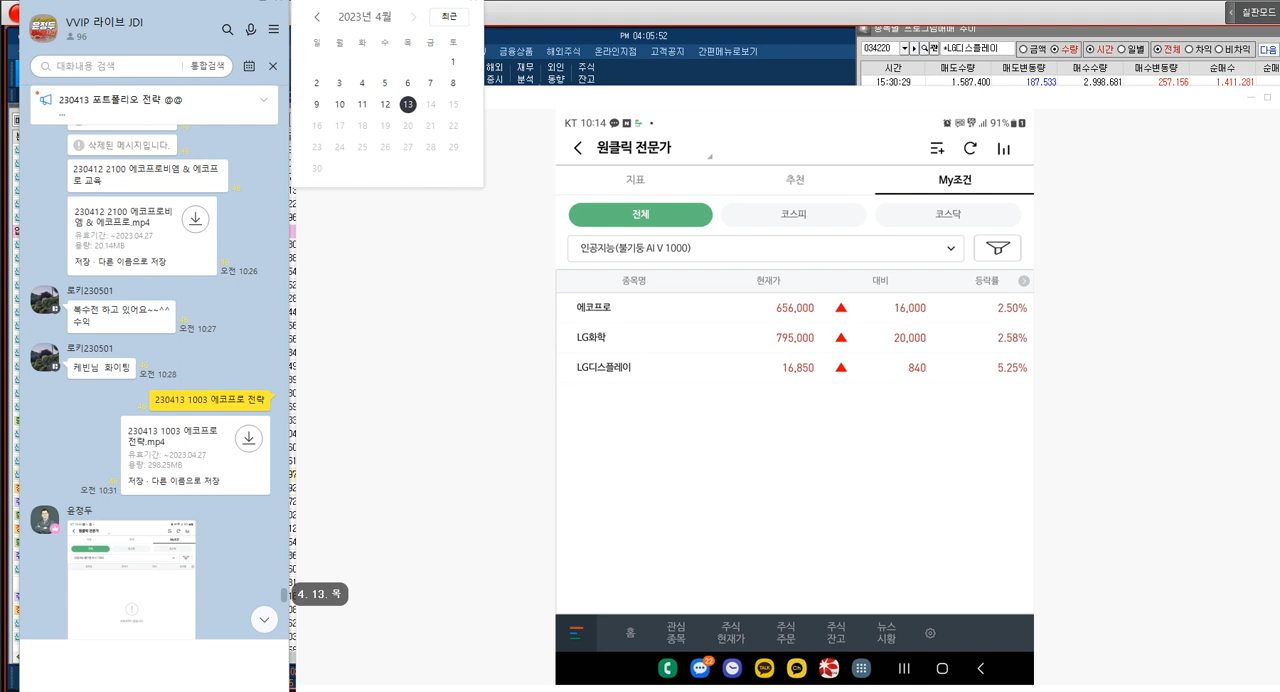 VVIP 라이브 JDI
96
대화내용 검색
통합검색
230413 포트폴리오 전략 @@
...
삭제된 메시지입니다.
230412 2100 에코프로비엠 & 에코프
로 교육
230412 2100 에코프로비
엠 & 에코프로.mp4
유효기간: ~2023.04.27
용량: 20.14MB
저장 · 다른 이름으로 저장
오전 10:26
로키230501
복수전 하고 있어요~~^^
수익
오전 10:27
로키230501
케빈님 화이팅
오전 10:28
230413 1003 에코프로 전략
230413 1003 에코프로
전략.mp4
유효기간: ~2023.04.27
용량: 298.25MB
저장 · 다른 이름으로 저장
오전 10:31
윤정두
4. 13. 목
2023년 4월
최근
일 월 화 수 목 금 토
1
2 3 4 5 6 7 8
9 10 11 12 13 14 15
16 17 18 19 20 21 22
23 24 25 26 27 28 29
30
PM 04:05:52
금융상품 해외주식 온라인지점 고객공지 간편메뉴로보기
해외 재무 외인 주식
증시 분석 동향 잔고
실판모드
종목별 프로그램매매 추이
034220 *LG디스플레이 금액 수량 시간 일별 전체 차익 비차익 다음
시간 매도수량 매도변동량 매수수량 매수변동량 순매수 순매수
15:30:29 1,587,400 187,533 2,998,681 257,156 1,411,281
KT 10:14
91%
원클릭 전문가
지표 추천 My조건
전체 코스피 코스닥
인공지능(불기둥 AI V 1000)
종목명 현재가 대비 등락률
에코프로 656,000 ▲ 16,000 2.50%
LG화학 795,000 ▲ 20,000 2.58%
LG디스플레이 16,850 ▲ 840 5.25%
홈 관심 종목 주식 현재가 주식 주문 주식 잔고 뉴스 시황
22